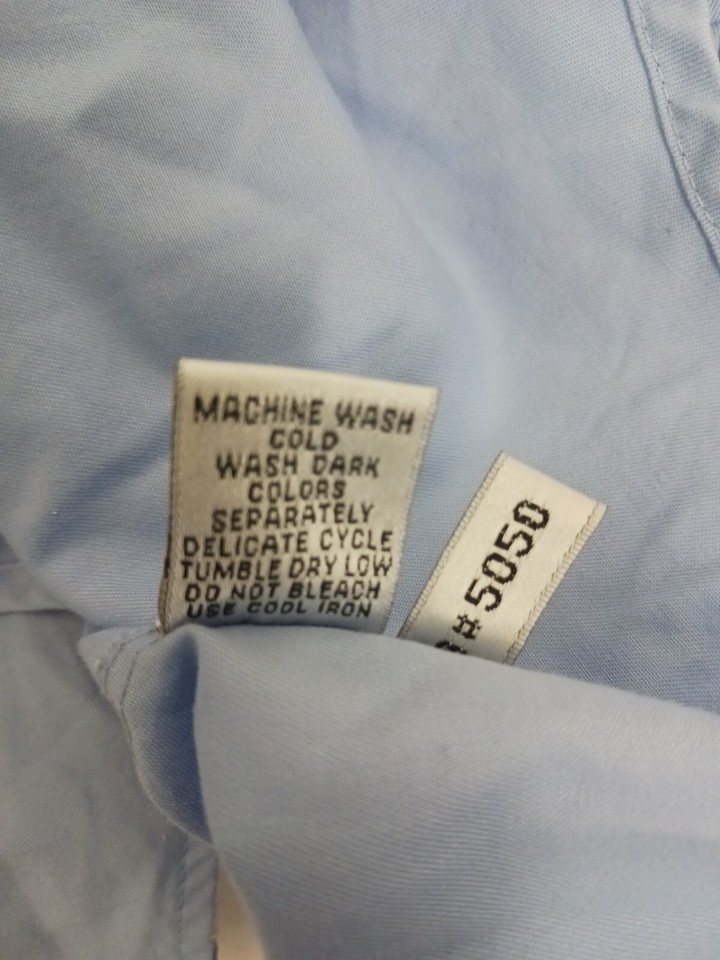 MACHINE WASH
COLD
WASH DARK
COLORS
SEPARATELY
DELICATE CYCLE
TUMBLE DRY LOW
DO NOT BLEACH
USE COOL IRON
#5050